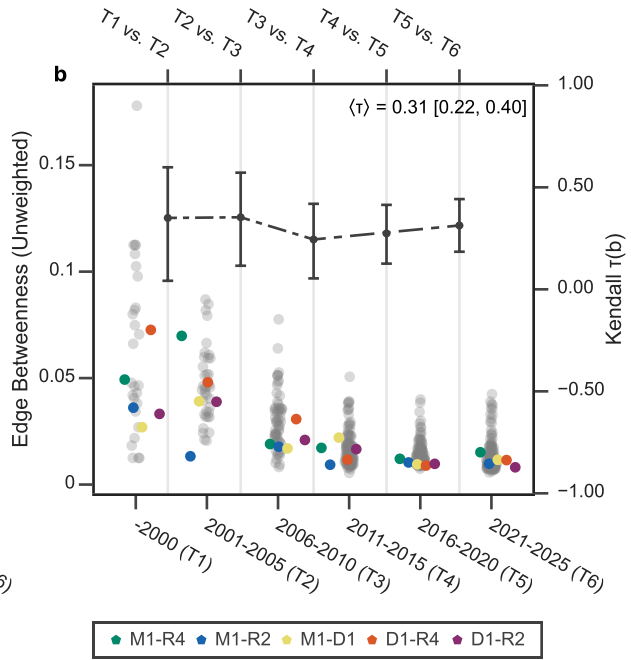 T1 vs. T2
T2 vs. T3
T3 vs. T4
T4 vs. T5
T5 vs. T6
b
⟨τ⟩ = 0.31 [0.22, 0.40]
Edge Betweenness (Unweighted)
0.15
0.1
0.05
0
1.00
0.50
0.00
−0.50
−1.00
Kendall τ(b)
-2000 (T1)
2001-2005 (T2)
2006-2010 (T3)
2011-2015 (T4)
2016-2020 (T5)
2021-2025 (T6)
6)
M1-R4 M1-R2 M1-D1 D1-R4 D1-R2